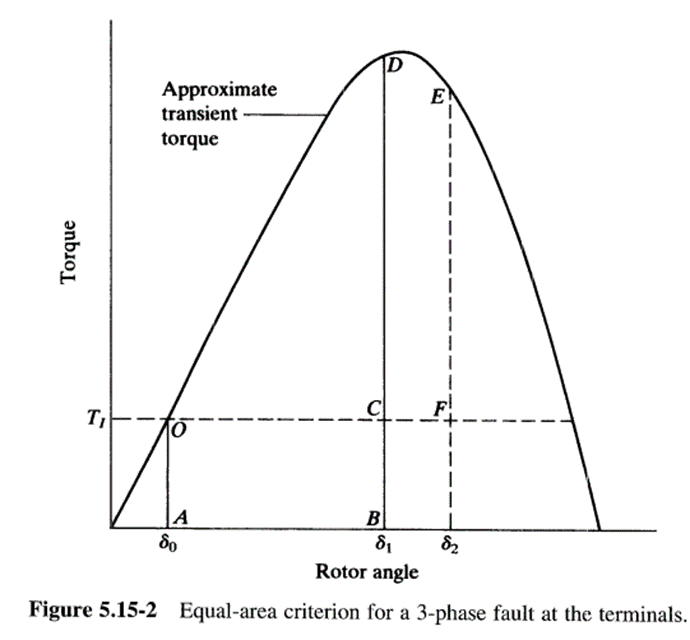 Approximate
transient
torque
D
E
Torque
T_I
O
C
F
A
B
δ₀
δ₁
δ₂
Rotor angle
Figure 5.15-2 Equal-area criterion for a 3-phase fault at the terminals.